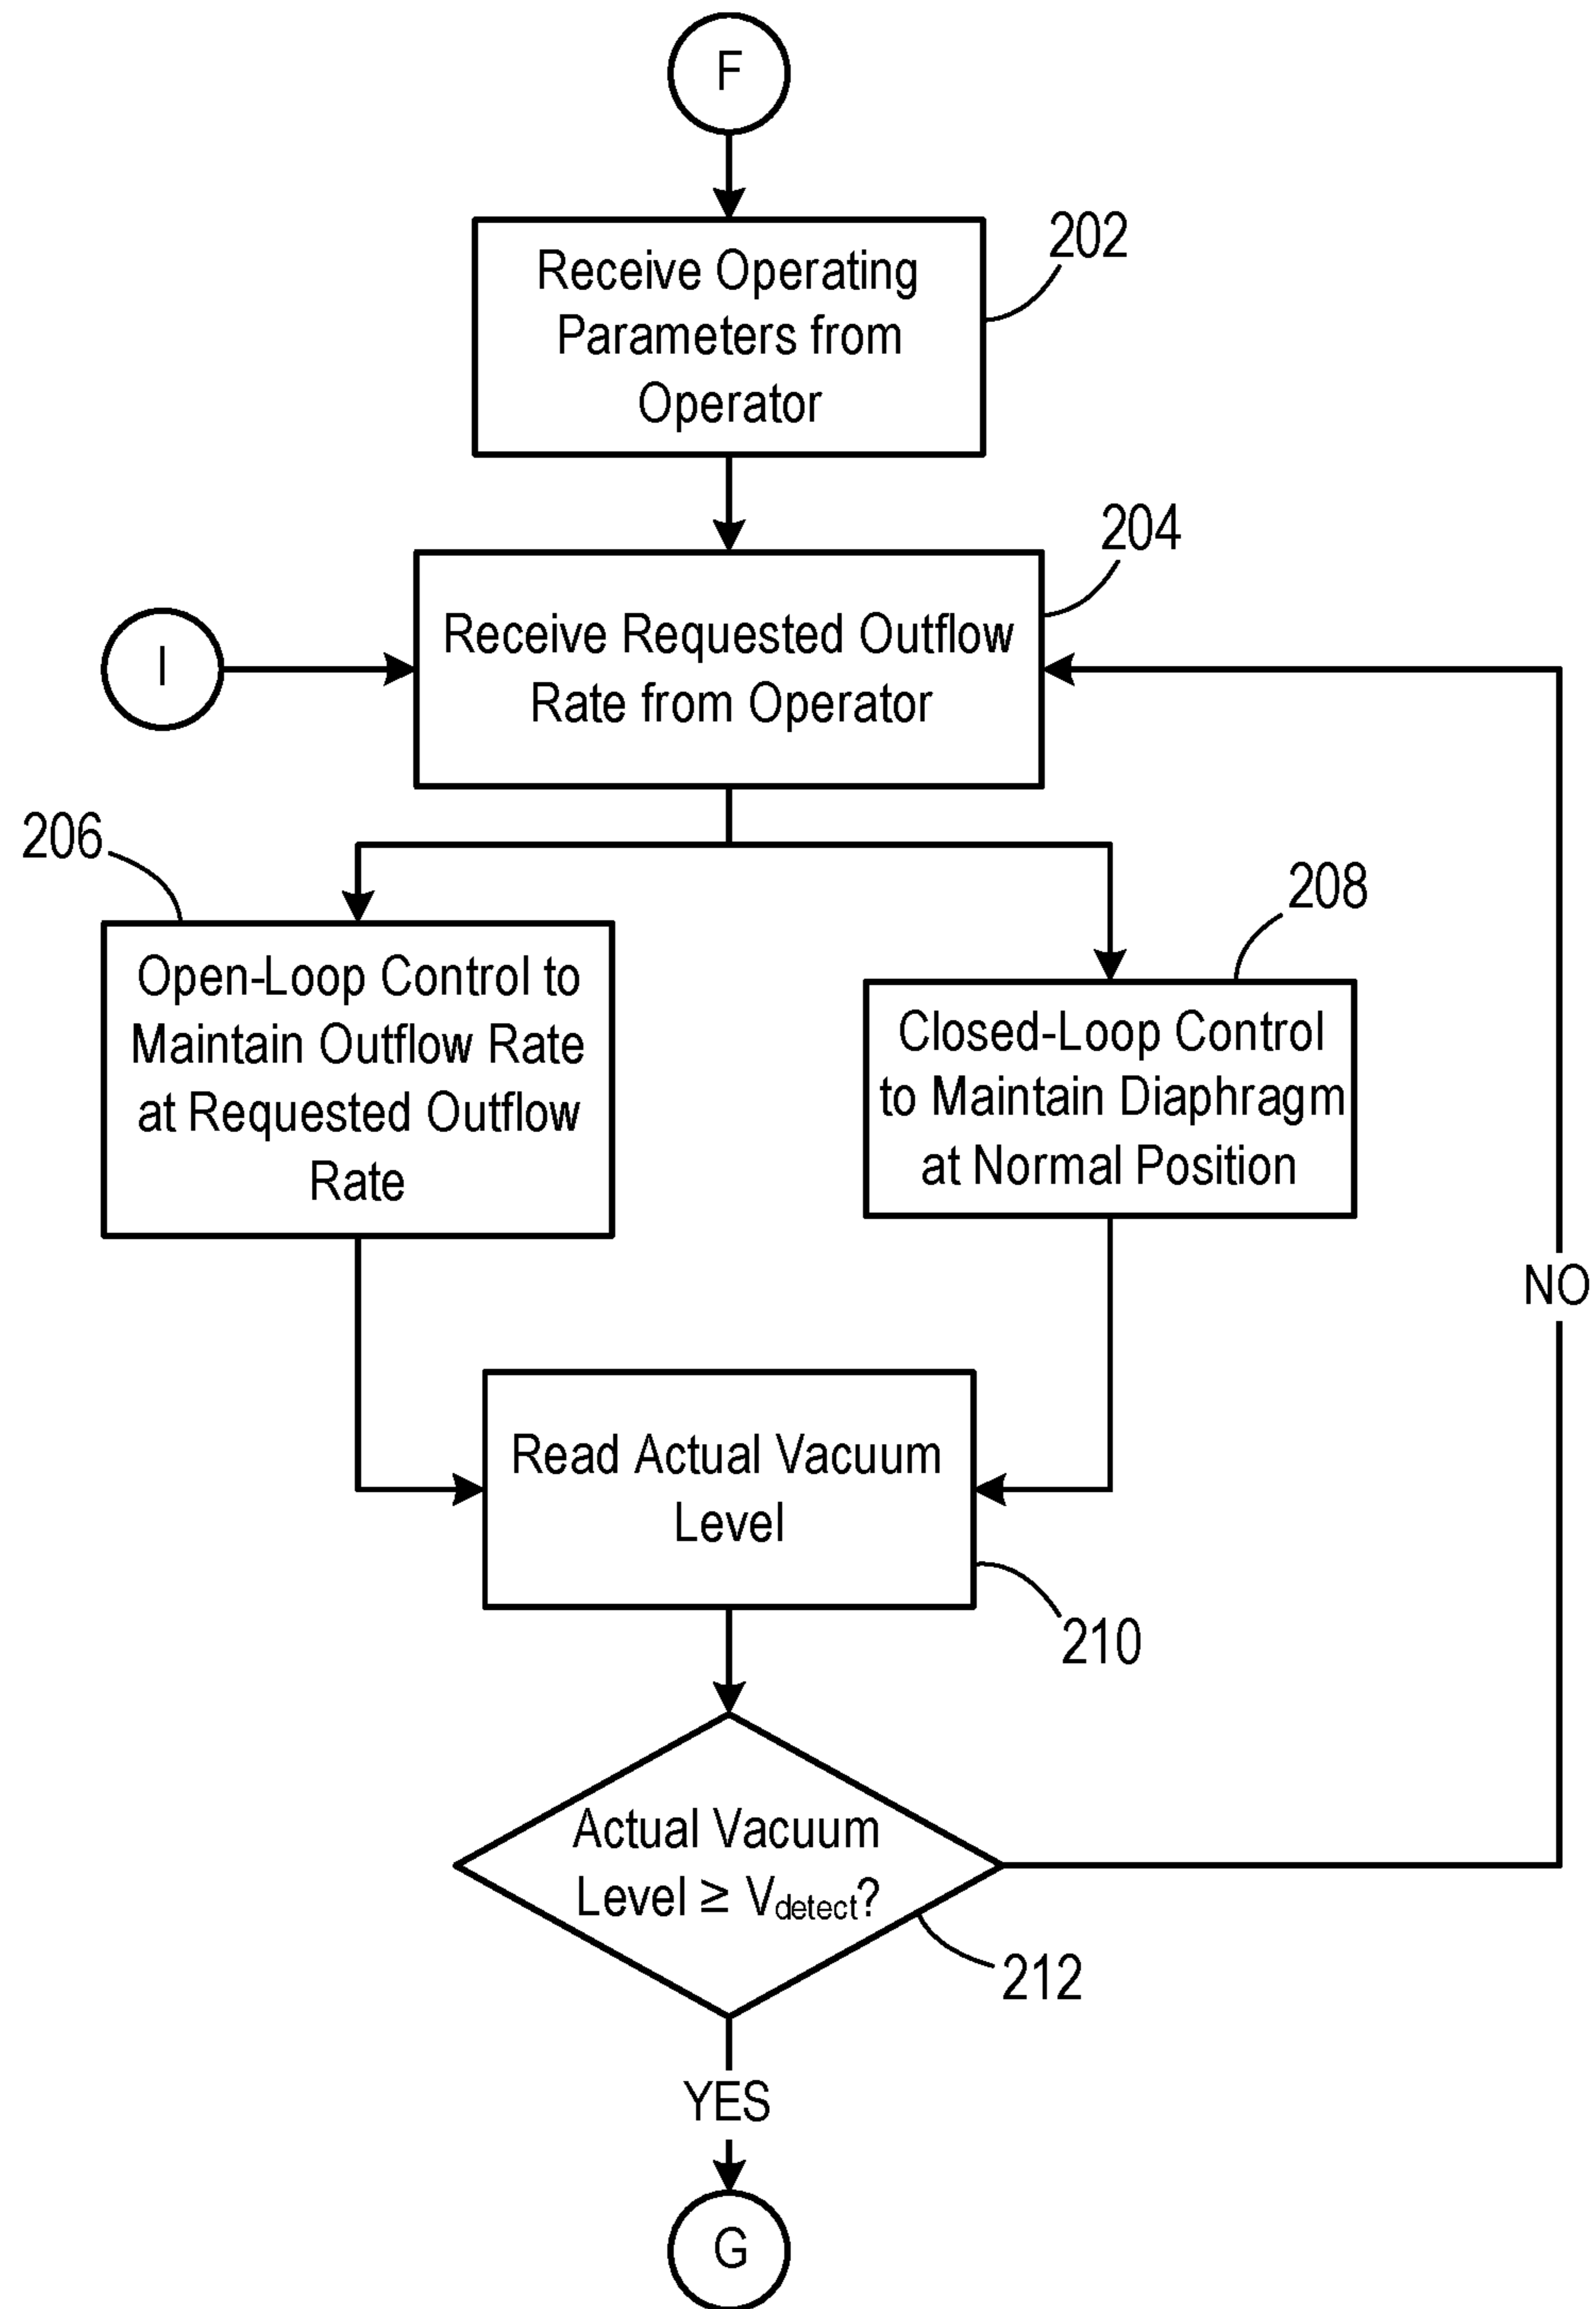 F
Receive Operating
Parameters from
Operator
202
204
I
Receive Requested Outflow
Rate from Operator
206
208
Open-Loop Control to
Maintain Outflow Rate
at Requested Outflow
Rate
Closed-Loop Control
to Maintain Diaphragm
at Normal Position
NO
Read Actual Vacuum
Level
210
Actual Vacuum
Level ≥ Vdetect?
212
YES
G